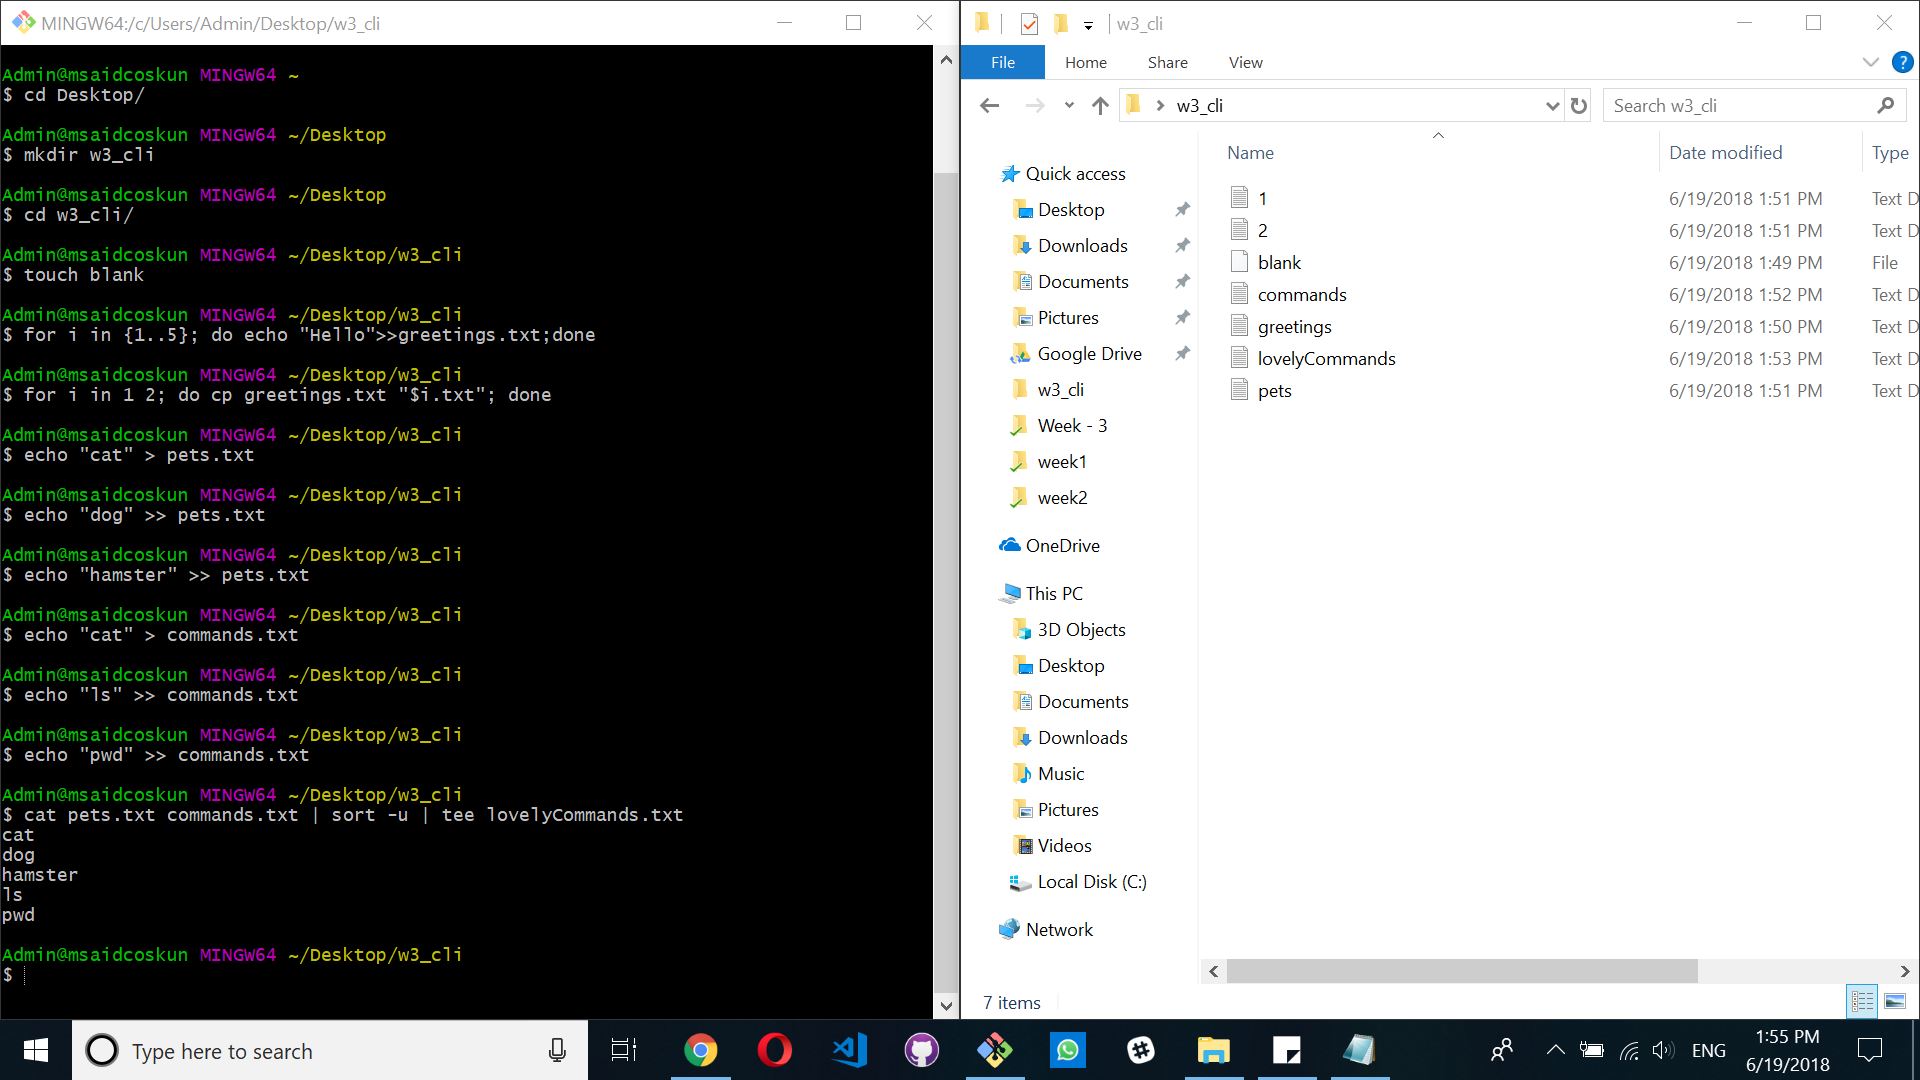 MINGW64:/c/Users/Admin/Desktop/w3_cli
Admin@msaidcoskun MINGW64 ~
$ cd Desktop/
Admin@msaidcoskun MINGW64 ~/Desktop
$ mkdir w3_cli
Admin@msaidcoskun MINGW64 ~/Desktop
$ cd w3_cli/
Admin@msaidcoskun MINGW64 ~/Desktop/w3_cli
$ touch blank
Admin@msaidcoskun MINGW64 ~/Desktop/w3_cli
$ for i in {1..5}; do echo "Hello">>greetings.txt;done
Admin@msaidcoskun MINGW64 ~/Desktop/w3_cli
$ for i in 1 2; do cp greetings.txt "$i.txt"; done
Admin@msaidcoskun MINGW64 ~/Desktop/w3_cli
$ echo "cat" > pets.txt
Admin@msaidcoskun MINGW64 ~/Desktop/w3_cli
$ echo "dog" >> pets.txt
Admin@msaidcoskun MINGW64 ~/Desktop/w3_cli
$ echo "hamster" >> pets.txt
Admin@msaidcoskun MINGW64 ~/Desktop/w3_cli
$ echo "cat" > commands.txt
Admin@msaidcoskun MINGW64 ~/Desktop/w3_cli
$ echo "ls" >> commands.txt
Admin@msaidcoskun MINGW64 ~/Desktop/w3_cli
$ echo "pwd" >> commands.txt
Admin@msaidcoskun MINGW64 ~/Desktop/w3_cli
$ cat pets.txt commands.txt | sort -u | tee lovelyCommands.txt
cat
dog
hamster
ls
pwd
Admin@msaidcoskun MINGW64 ~/Desktop/w3_cli
$
w3_cli
File Home Share View ?
w3_cli
Search w3_cli
Quick access
Desktop
Downloads
Documents
Pictures
Google Drive
w3_cli
Week - 3
week1
week2
OneDrive
This PC
3D Objects
Desktop
Documents
Downloads
Music
Pictures
Videos
Local Disk (C:)
Network
Name Date modified Type
1 6/19/2018 1:51 PM Text D
2 6/19/2018 1:51 PM Text D
blank 6/19/2018 1:49 PM File
commands 6/19/2018 1:52 PM Text D
greetings 6/19/2018 1:50 PM Text D
lovelyCommands 6/19/2018 1:53 PM Text D
pets 6/19/2018 1:51 PM Text D
7 items
Type here to search
ENG
1:55 PM
6/19/2018